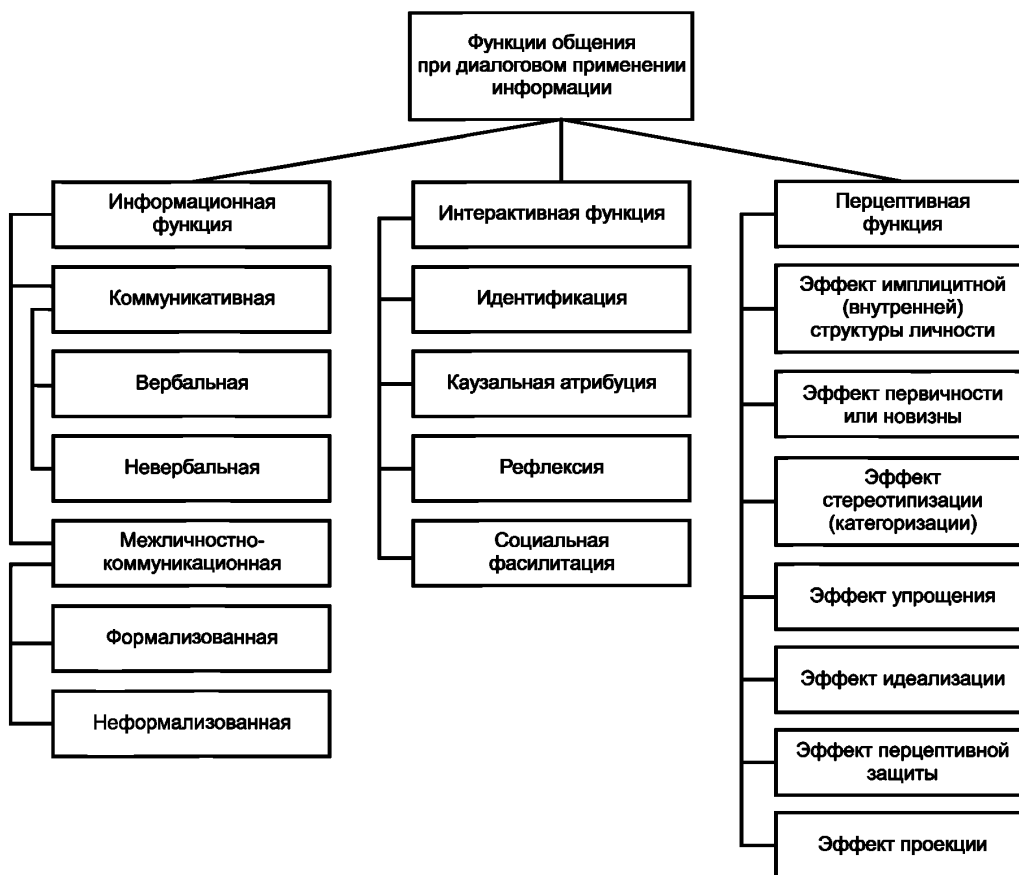 Функции общения
при диалоговом применении
информации
Информационная
функция
Коммуникативная
Вербальная
Невербальная
Межличностно-
коммуникационная
Формализованная
Неформализованная
Интерактивная функция
Идентификация
Каузальная атрибуция
Рефлексия
Социальная
фасилитация
Перцептивная
функция
Эффект имплицитной
(внутренней)
структуры личности
Эффект первичности
или новизны
Эффект
стереотипизации
(категоризации)
Эффект упрощения
Эффект идеализации
Эффект перцептивной
защиты
Эффект проекции